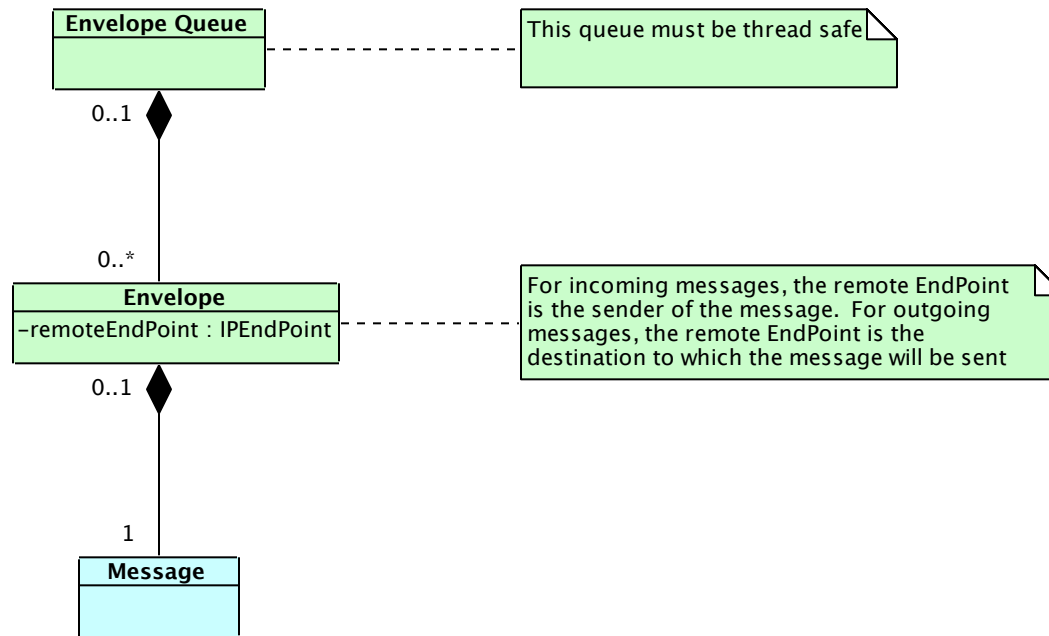 Envelope Queue
This queue must be thread safe
0..1
0..*
Envelope
-remoteEndPoint : IPEndPoint
For incoming messages, the remote EndPoint
is the sender of the message.  For outgoing
messages, the remote EndPoint is the
destination to which the message will be sent
0..1
1
Message